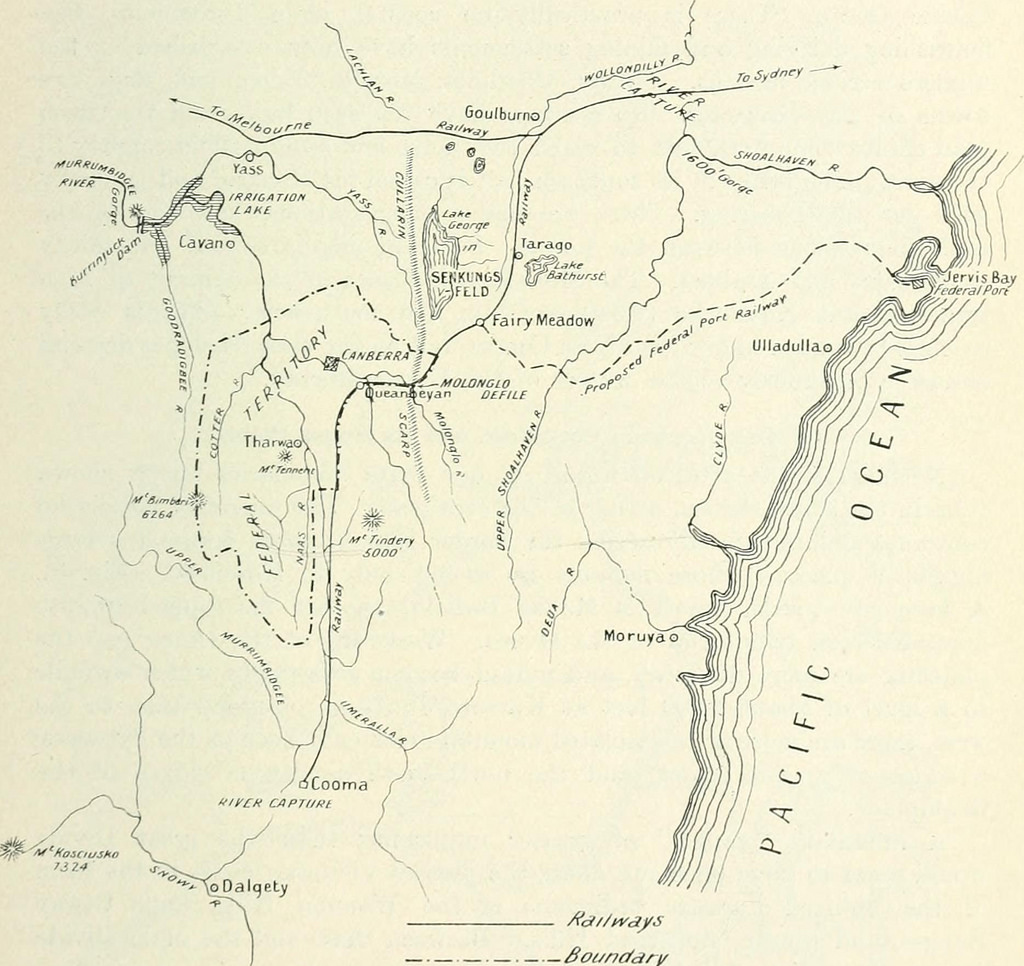 LACHLAN R
WOLLONDILLY R.
RIVER
CAPTURE
To Sydney
To Melbourne
Railway
Goulburn
MURRUMBIDGEE
RIVER
Gorge
Yass
YASS R
CULLARIN
Railway
1600' Gorge
SHOALHAVEN R
IRRIGATION
LAKE
Cavan
Burrinjuck
Dam
Lake
George
in
SENKUNGS
FELD
Tarago
Lake
Bathurst
Jervis Bay
Federal Port
GOODRADIGBEE R
Fairy Meadow
Proposed Federal Port Railway
Ulladulla
TERRITORY
CANBERRA
Queanbeyan
MOLONGLO
DEFILE
COTTER R
SCARP
Molonglo R
UPPER SHOALHAVEN R
CLYDE R
PACIFIC OCEAN
Tharwa
Mt Tennent
Mt Bimberi
6264
FEDERAL
NAAS R
Mt Tindery
5000'
UPPER
MURRUMBIDGEE
Railway
DEUA R
Moruya
UMERALLA R
Cooma
RIVER CAPTURE
Mt Kosciusko
7324
SNOWY R
Dalgety
Railways
Boundary